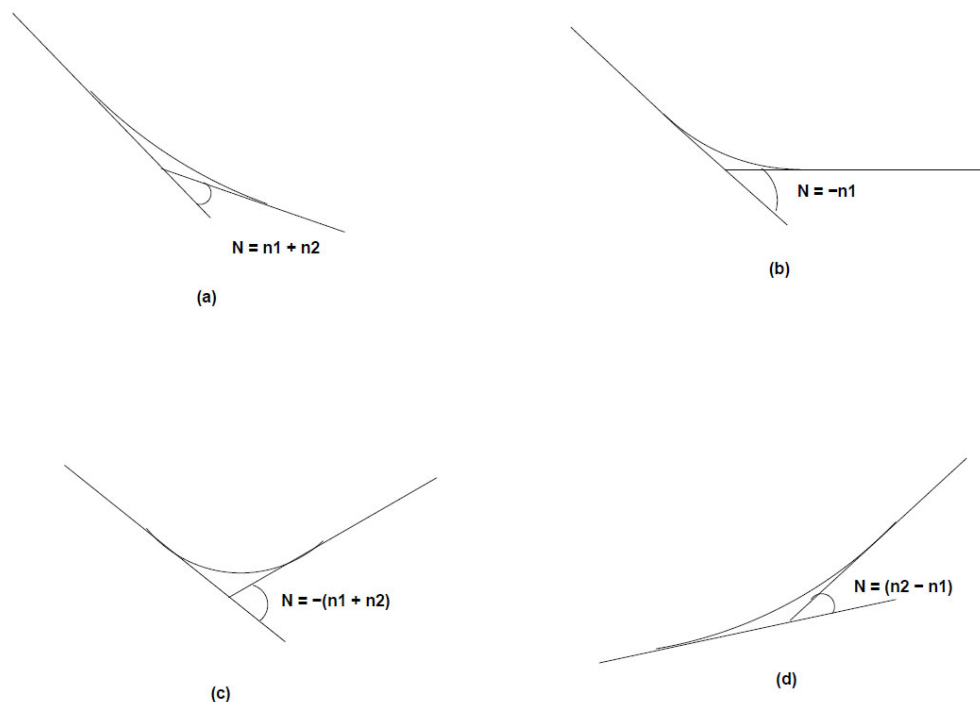 N = n1 + n2
(a)
N = −n1
(b)
N = −(n1 + n2)
(c)
N = (n2 − n1)
(d)